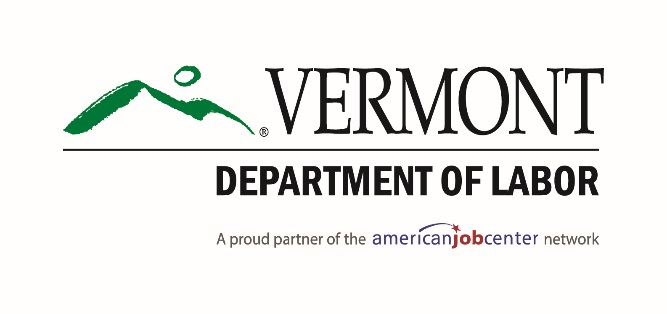 ® VERMONT
DEPARTMENT OF LABOR
A proud partner of the americanjobcenter network